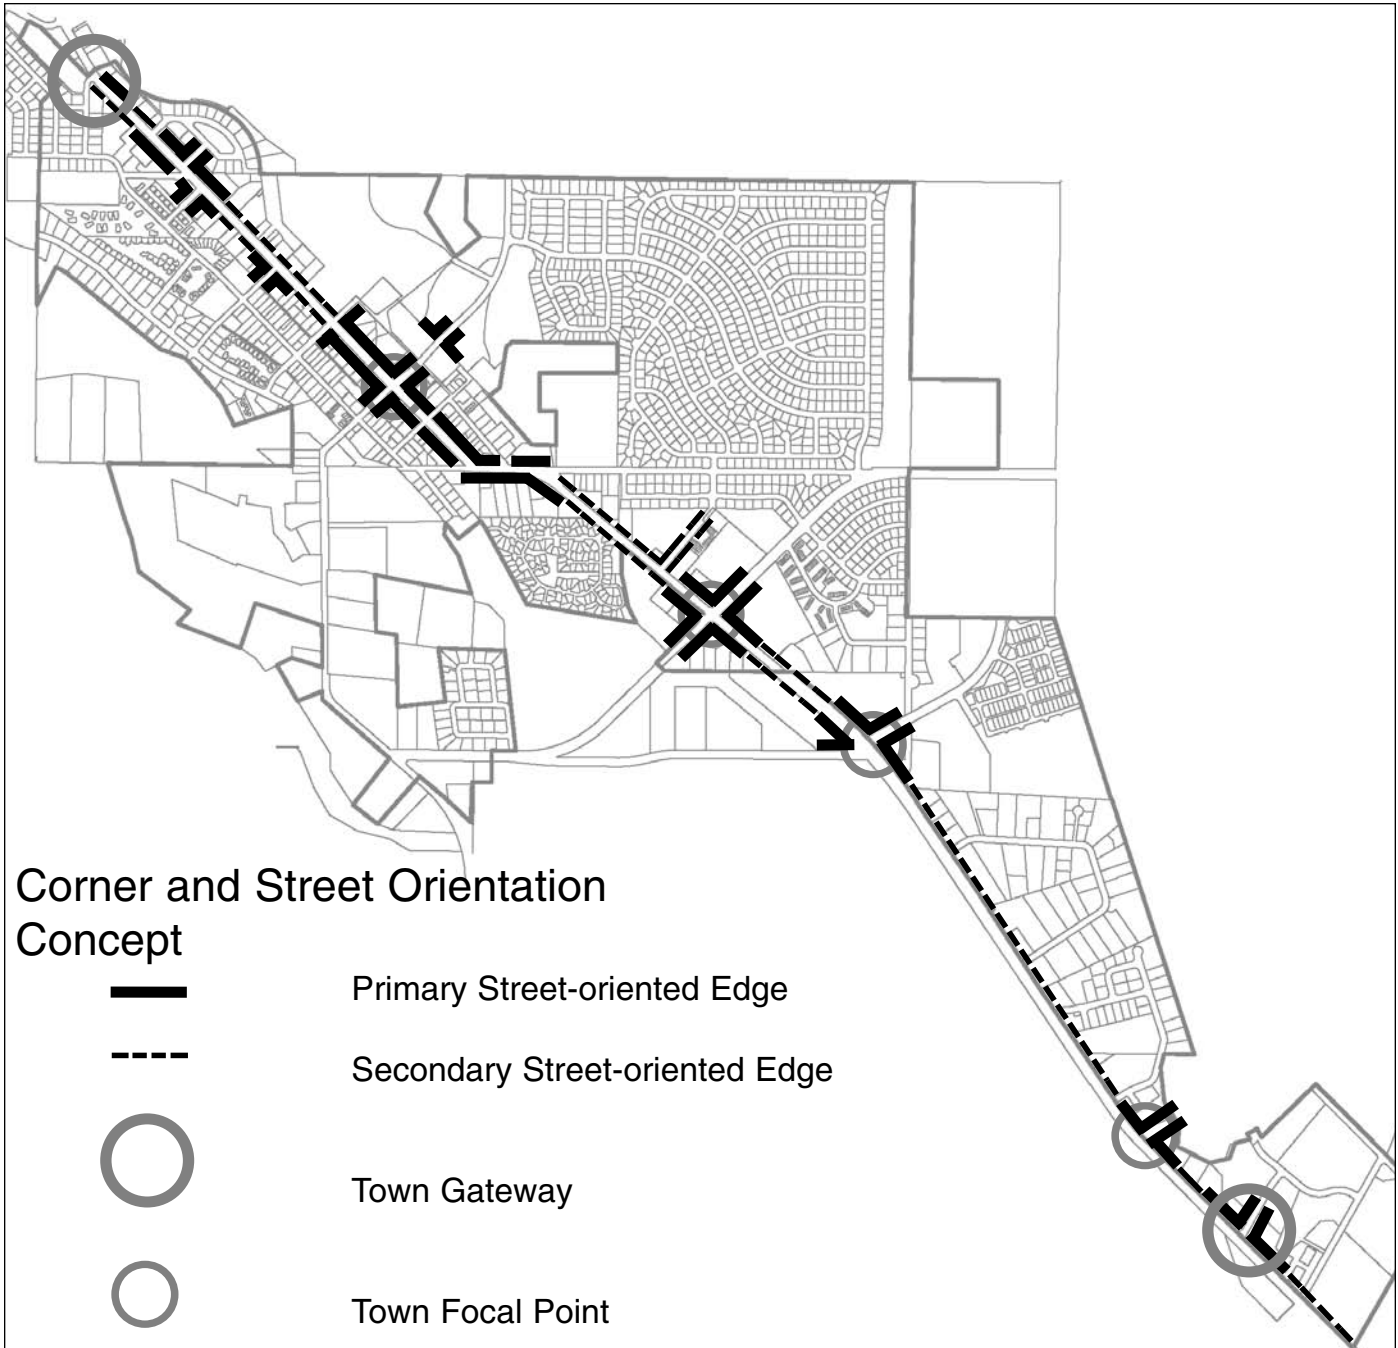 Corner and Street Orientation
Concept
Primary Street-oriented Edge
Secondary Street-oriented Edge
Town Gateway
Town Focal Point